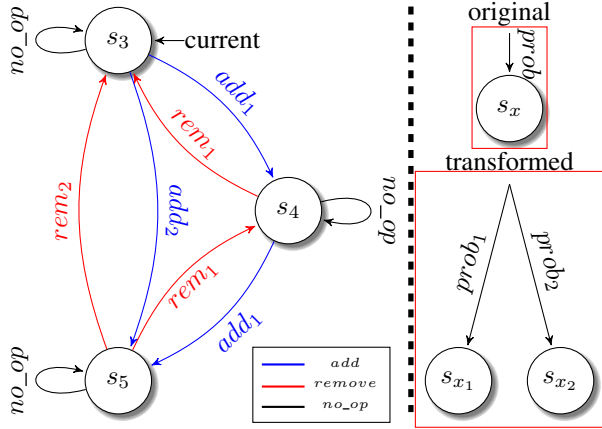 no_op
s3
current
add1
rem1
rem2
add2
s4
no_op
rem1
add1
no_op
s5
add
remove
no_op
original
prob
sx
transformed
prob1
prob2
sx1
sx2